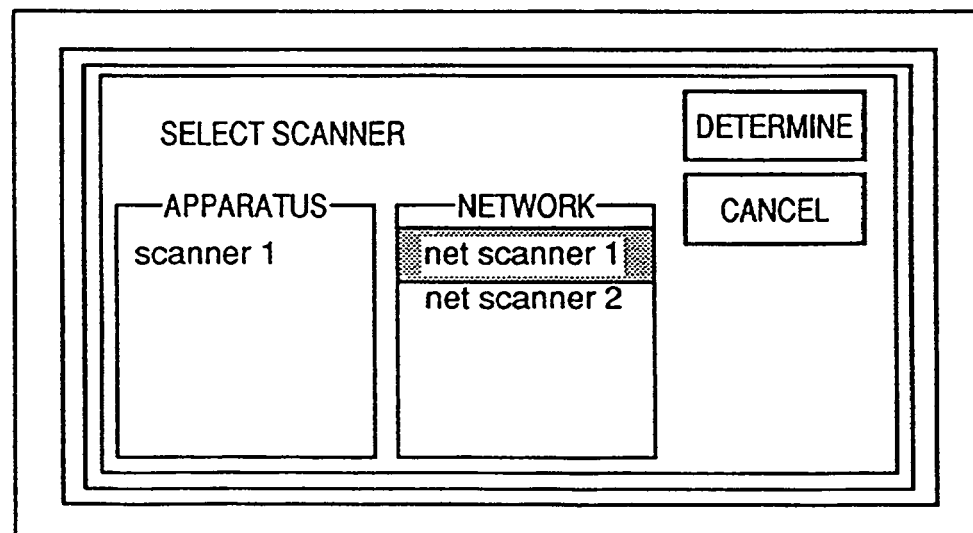 SELECT SCANNER
DETERMINE
CANCEL
APPARATUS
scanner 1
NETWORK
net scanner 1
net scanner 2